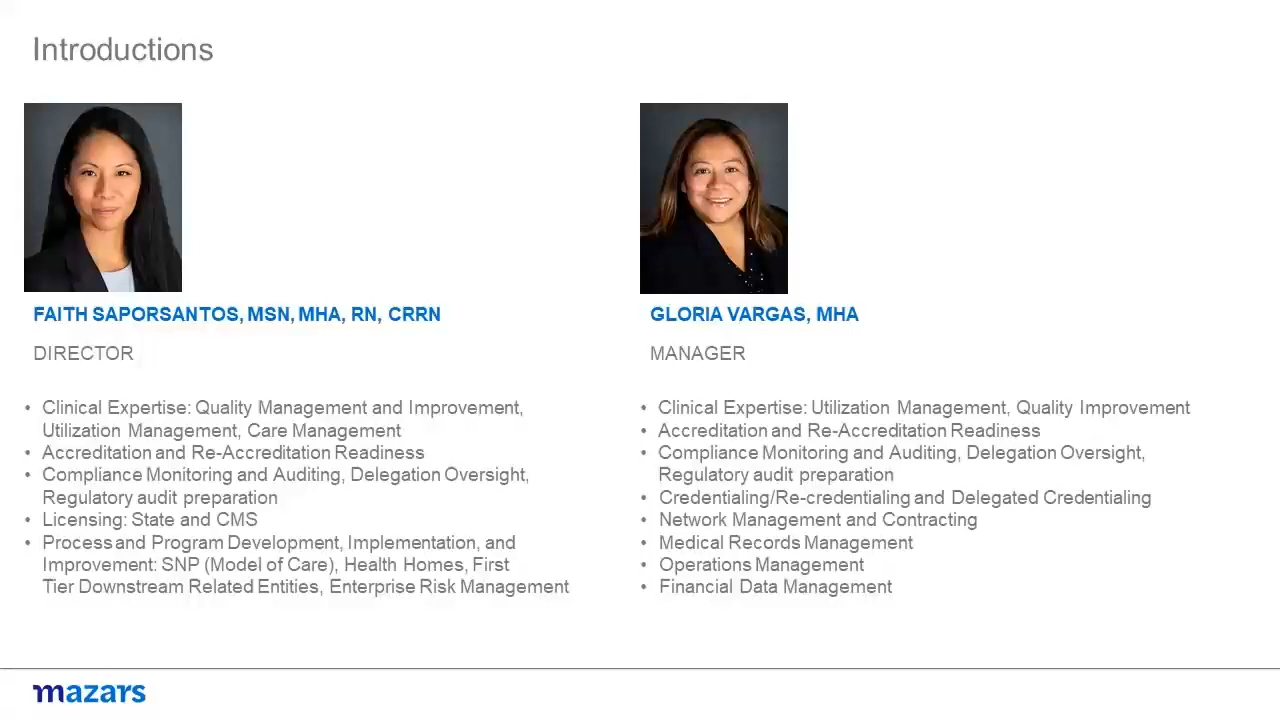 Introductions
FAITH SAPORSANTOS, MSN, MHA, RN, CRRN
DIRECTOR
• Clinical Expertise: Quality Management and Improvement,
Utilization Management, Care Management
• Accreditation and Re-Accreditation Readiness
• Compliance Monitoring and Auditing, Delegation Oversight,
Regulatory audit preparation
• Licensing: State and CMS
• Process and Program Development, Implementation, and
Improvement: SNP (Model of Care), Health Homes, First
Tier Downstream Related Entities, Enterprise Risk Management
GLORIA VARGAS, MHA
MANAGER
• Clinical Expertise: Utilization Management, Quality Improvement
• Accreditation and Re-Accreditation Readiness
• Compliance Monitoring and Auditing, Delegation Oversight,
Regulatory audit preparation
• Credentialing/Re-credentialing and Delegated Credentialing
• Network Management and Contracting
• Medical Records Management
• Operations Management
• Financial Data Management
mazars